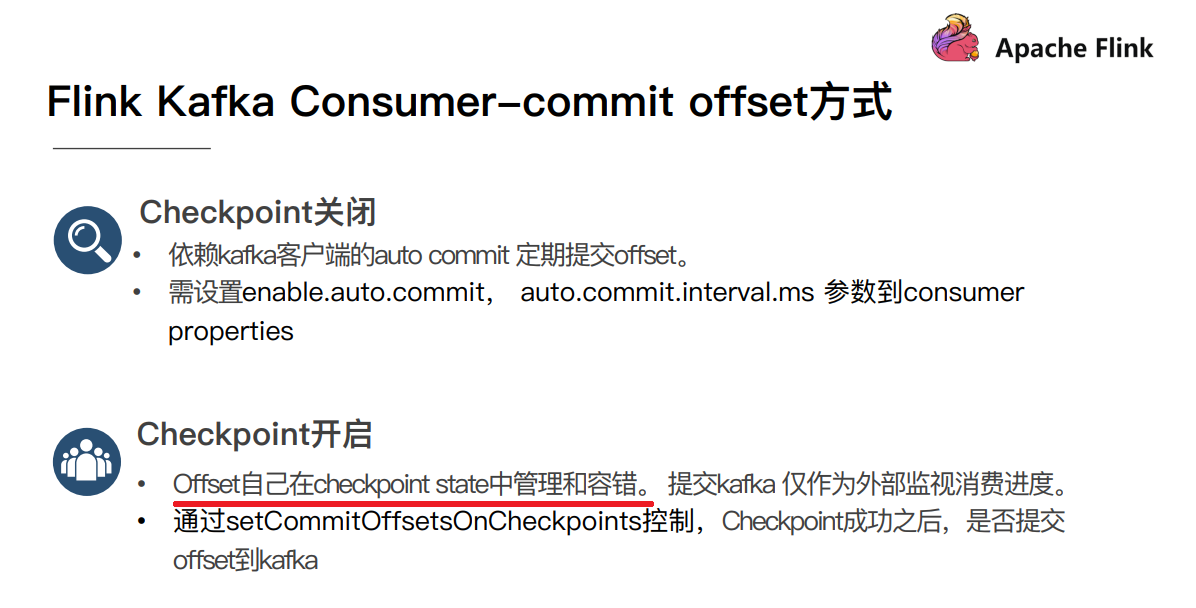 Apache Flink
Flink Kafka Consumer–commit offset方式
Checkpoint关闭
• 依赖kafka客户端的auto commit 定期提交offset。
• 需设置enable.auto.commit， auto.commit.interval.ms 参数到consumer
properties
Checkpoint开启
• Offset自己在checkpoint state中管理和容错。 提交kafka 仅作为外部监视消费进度。
• 通过setCommitOffsetsOnCheckpoints控制，Checkpoint成功之后，是否提交
offset到kafka